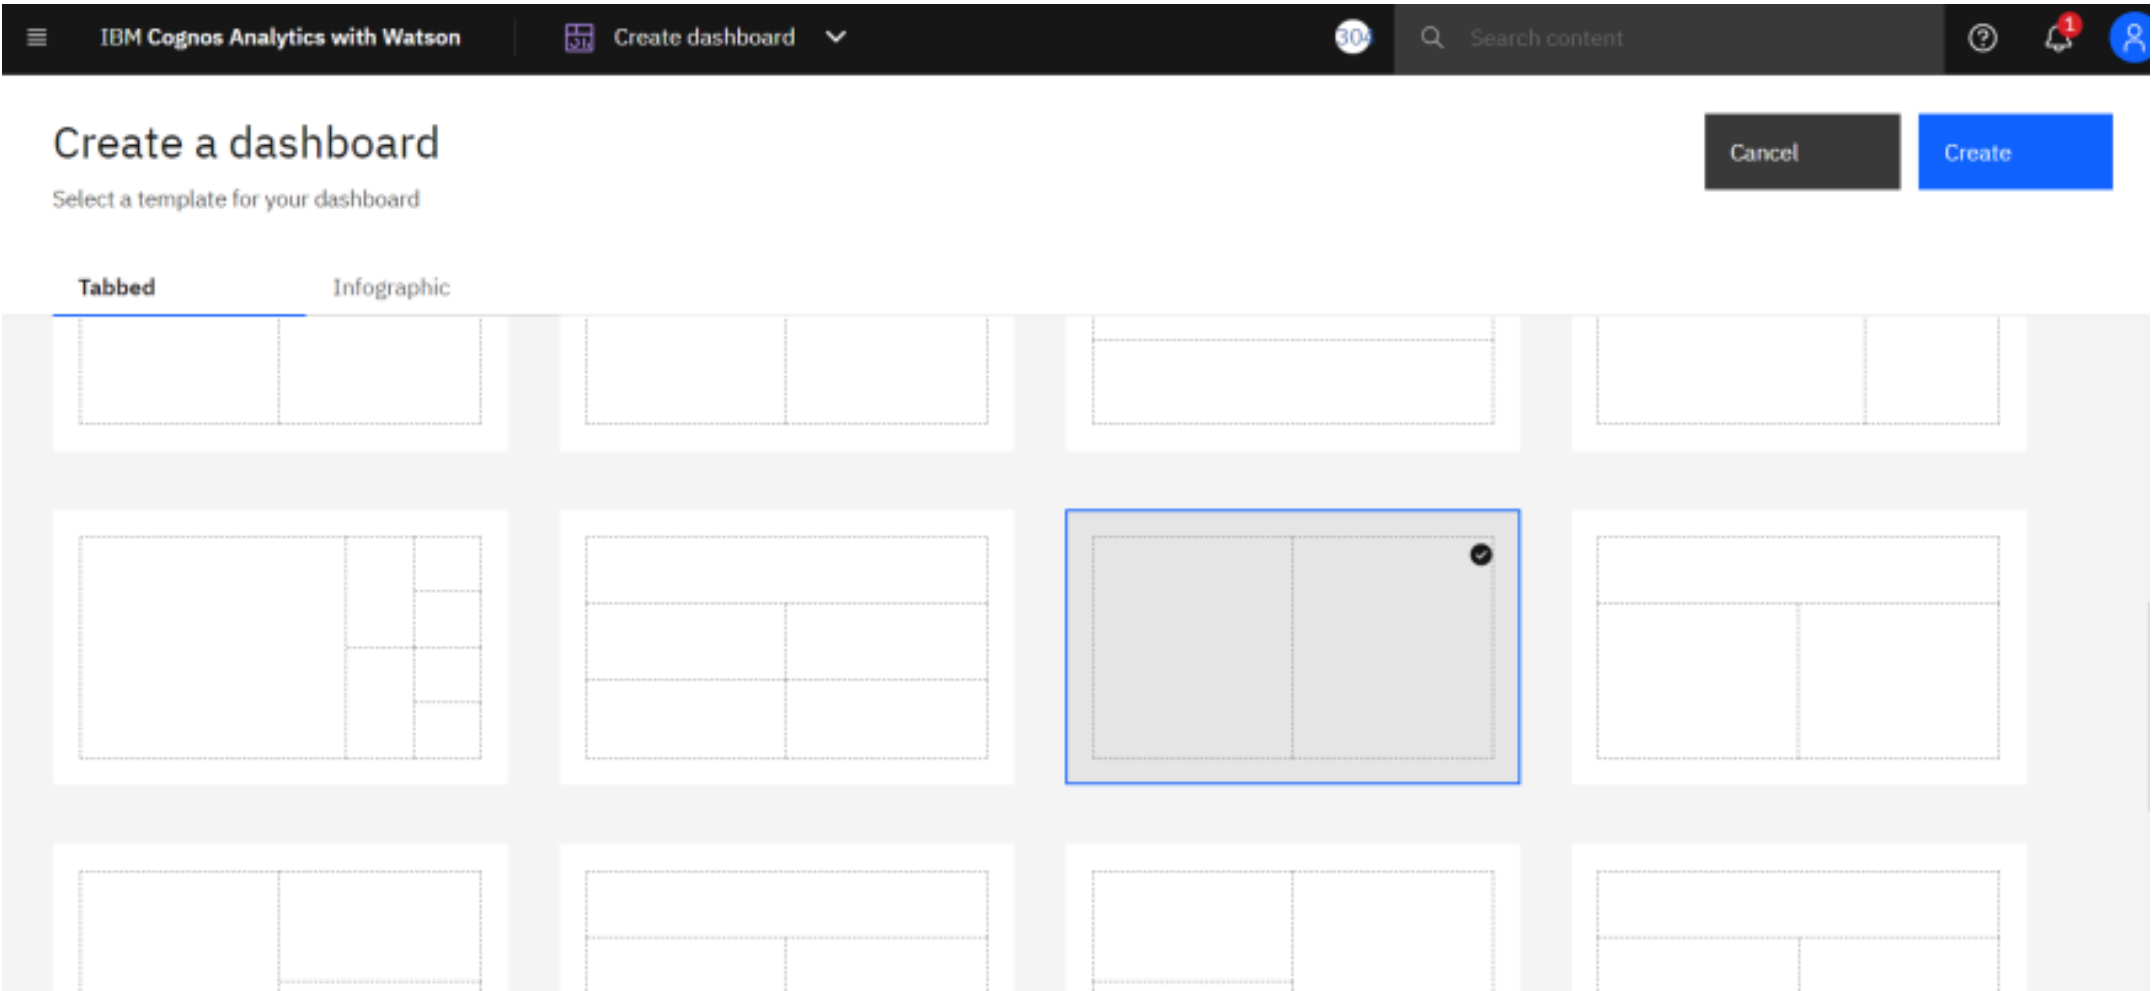 IBM Cognos Analytics with Watson
Create dashboard
304
Search content
1
Create a dashboard
Cancel
Create
Select a template for your dashboard
Tabbed
Infographic